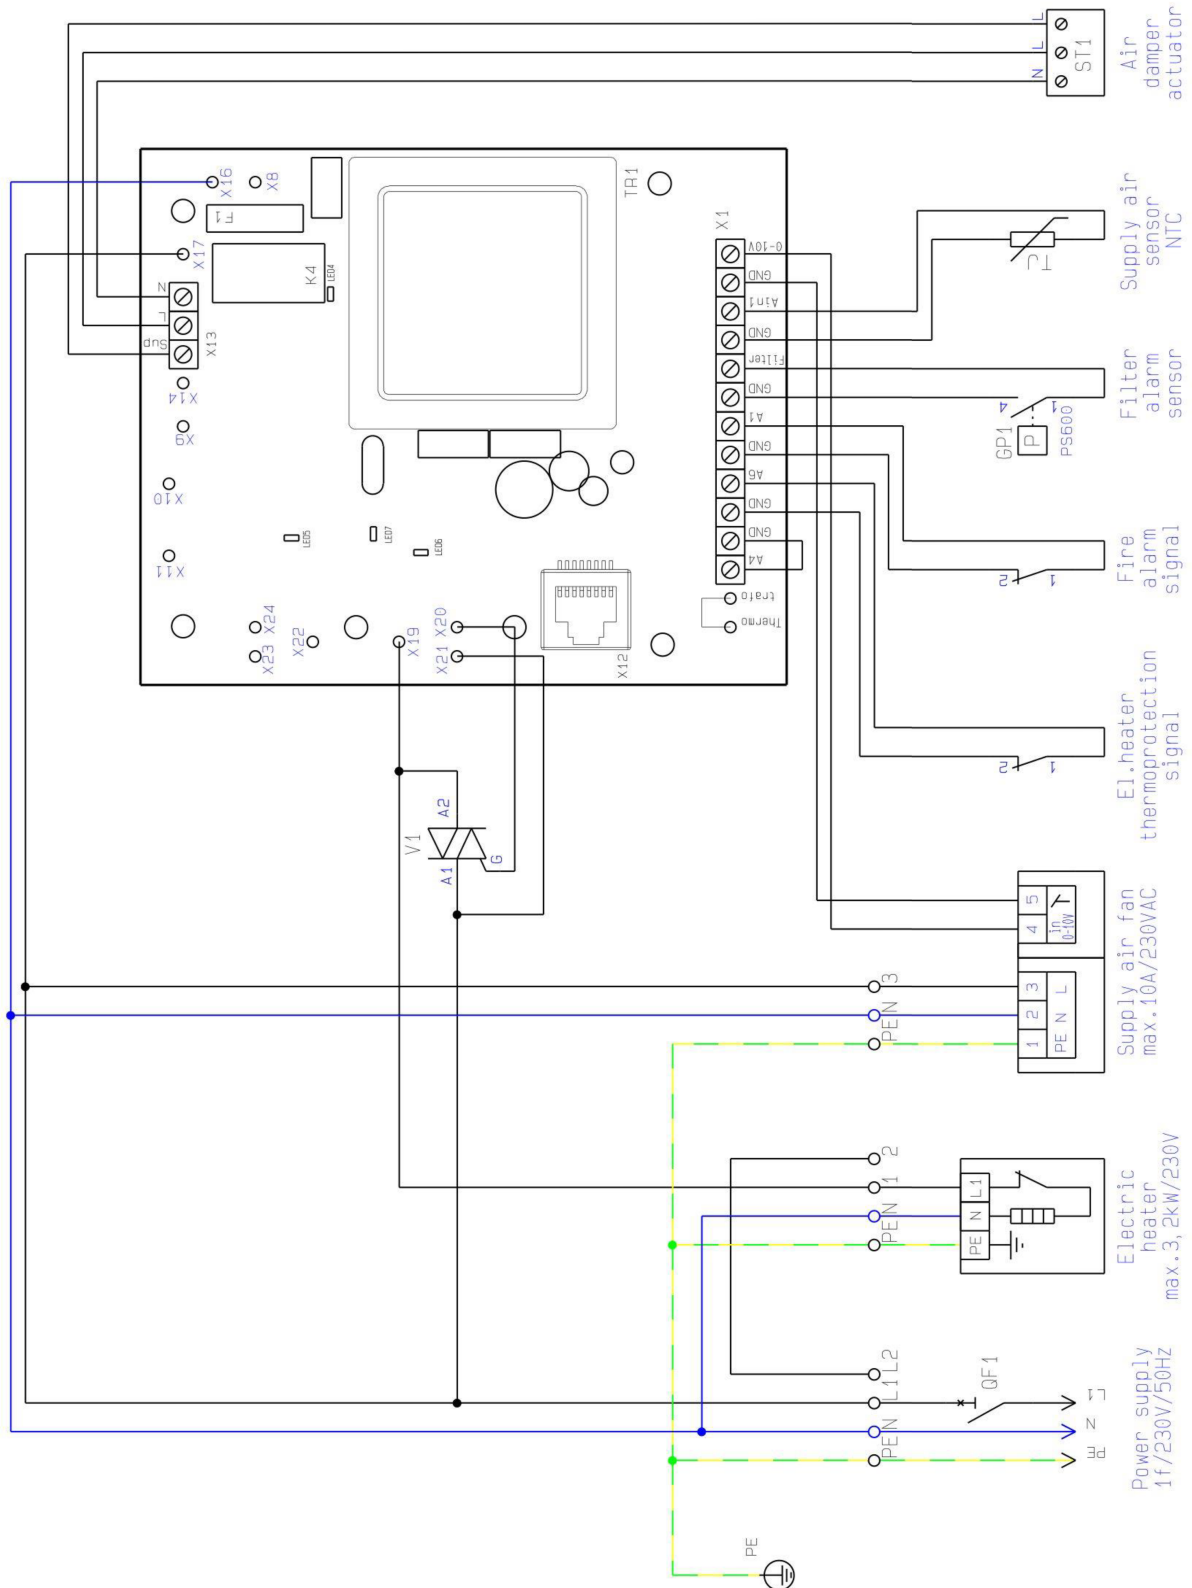 L
L
N
ST1
Air
damper
actuator
X16
X8
F1
X17
K4
LED4
TR1
N
L
Sup
X13
X14
X9
X10
X11
LED5
LED7
LED6
X1
0-10V
GND
Ain1
GND
Filter
GND
A1
GND
A6
GND
GND
A4
trafo
Thermo
X12
X24
X23
X22
X19
X20
X21
TJ
Supply air
sensor
NTC
4
1
GP1
P
PS600
Filter
alarm
sensor
2
1
Fire
alarm
signal
2
1
El.heater
thermoprotection
signal
V1
A2
A1
G
5
4
in
0-10V
3
2
1
L
N
PE
3
N
PE
Supply air fan
max.10A/230VAC
2
1
N
PE
L1
N
PE
Electric
heater
max.3,2kW/230V
L2
L1
N
PE
QF1
L1
N
PE
Power supply
1f/230V/50Hz
PE